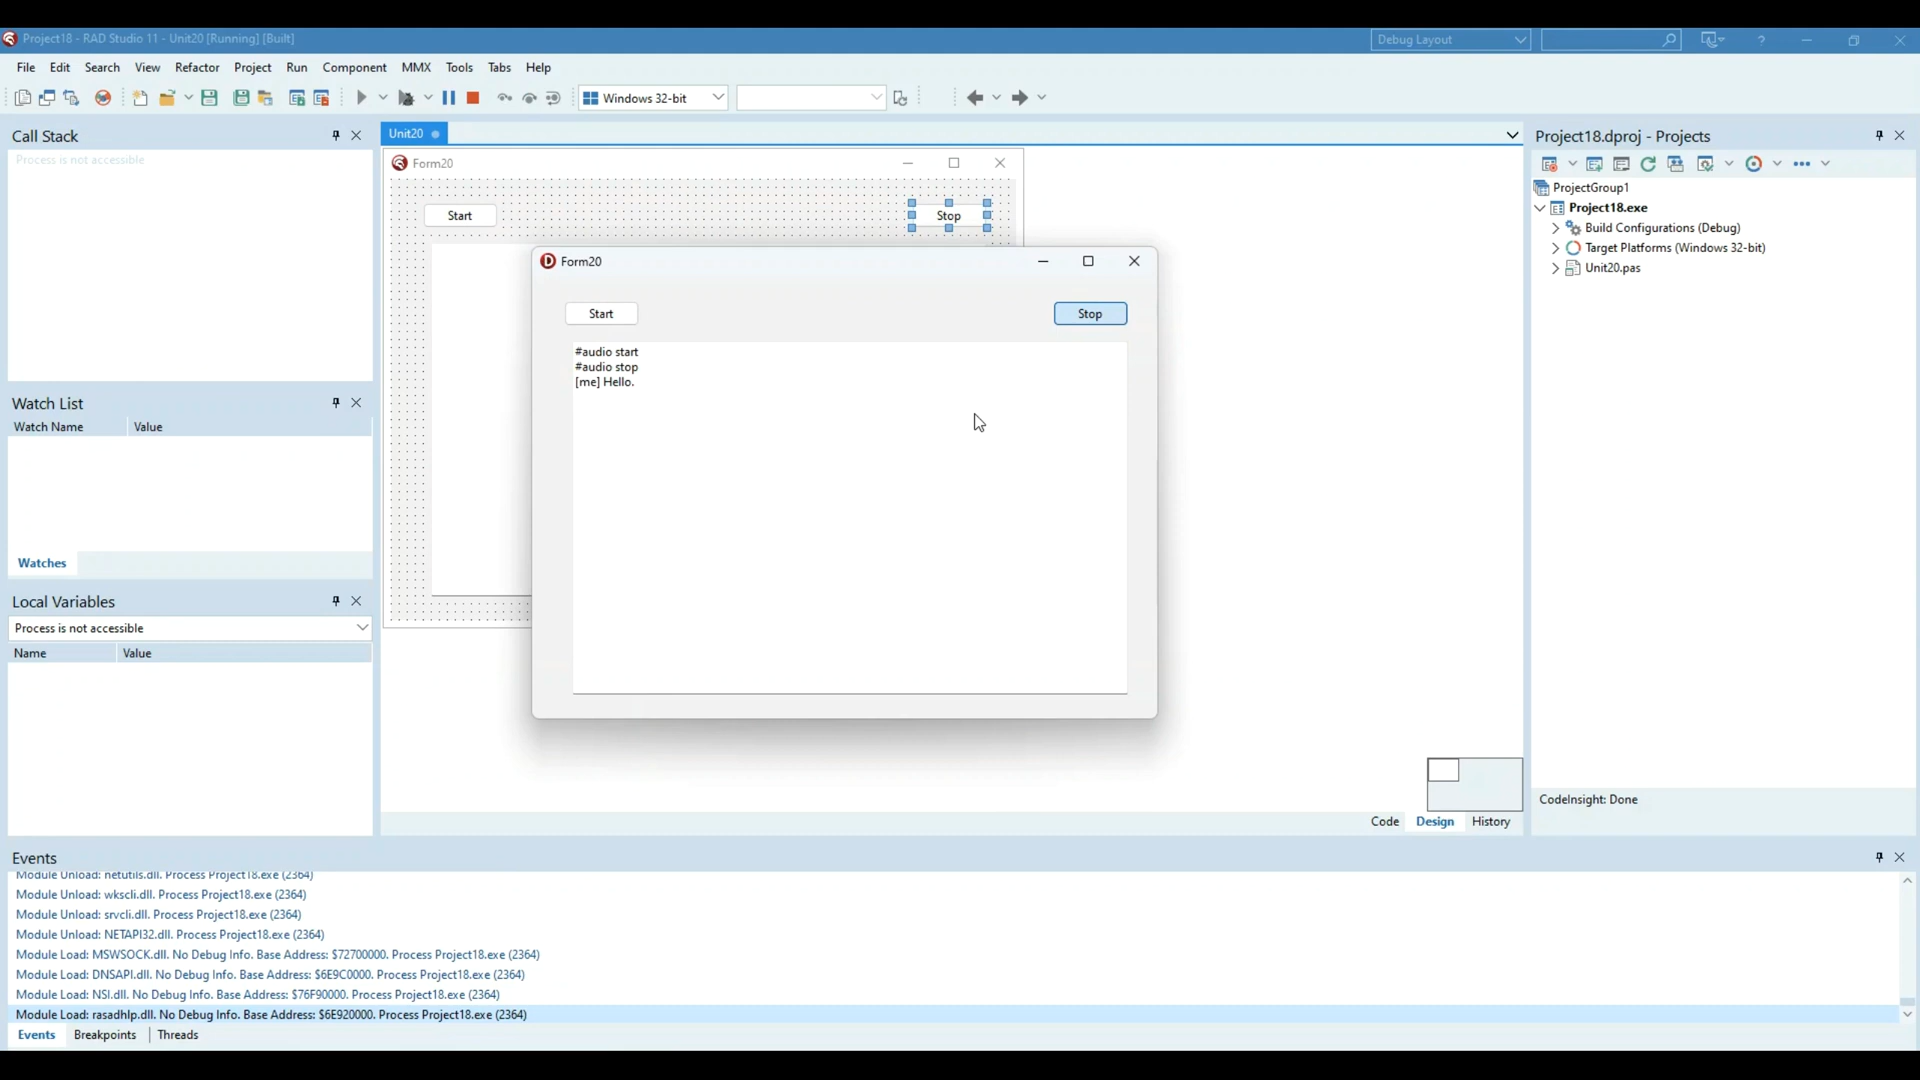 Project18 - RAD Studio 11 - Unit20 [Running] [Built]
Debug Layout
?
File Edit Search View Refactor Project Run Component MMX Tools Tabs Help
Windows 32-bit
Call Stack
Process is not accessible
Watch List
Watch Name Value
Watches
Local Variables
Process is not accessible
Name Value
Unit20
Form20
Start
Stop
Form20
Start
Stop
#audio start
#audio stop
[me] Hello.
Code Design History
Project18.dproj - Projects
ProjectGroup1
Project18.exe
Build Configurations (Debug)
Target Platforms (Windows 32-bit)
Unit20.pas
CodeInsight: Done
Events
Module Unload: netutils.dll. Process Project18.exe (2364)
Module Unload: wkscli.dll. Process Project18.exe (2364)
Module Unload: srvcli.dll. Process Project18.exe (2364)
Module Unload: NETAPI32.dll. Process Project18.exe (2364)
Module Load: MSWSOCK.dll. No Debug Info. Base Address: $72700000. Process Project18.exe (2364)
Module Load: DNSAPI.dll. No Debug Info. Base Address: $6E9C0000. Process Project18.exe (2364)
Module Load: NSI.dll. No Debug Info. Base Address: $76F90000. Process Project18.exe (2364)
Module Load: rasadhlp.dll. No Debug Info. Base Address: $6E920000. Process Project18.exe (2364)
Events Breakpoints Threads